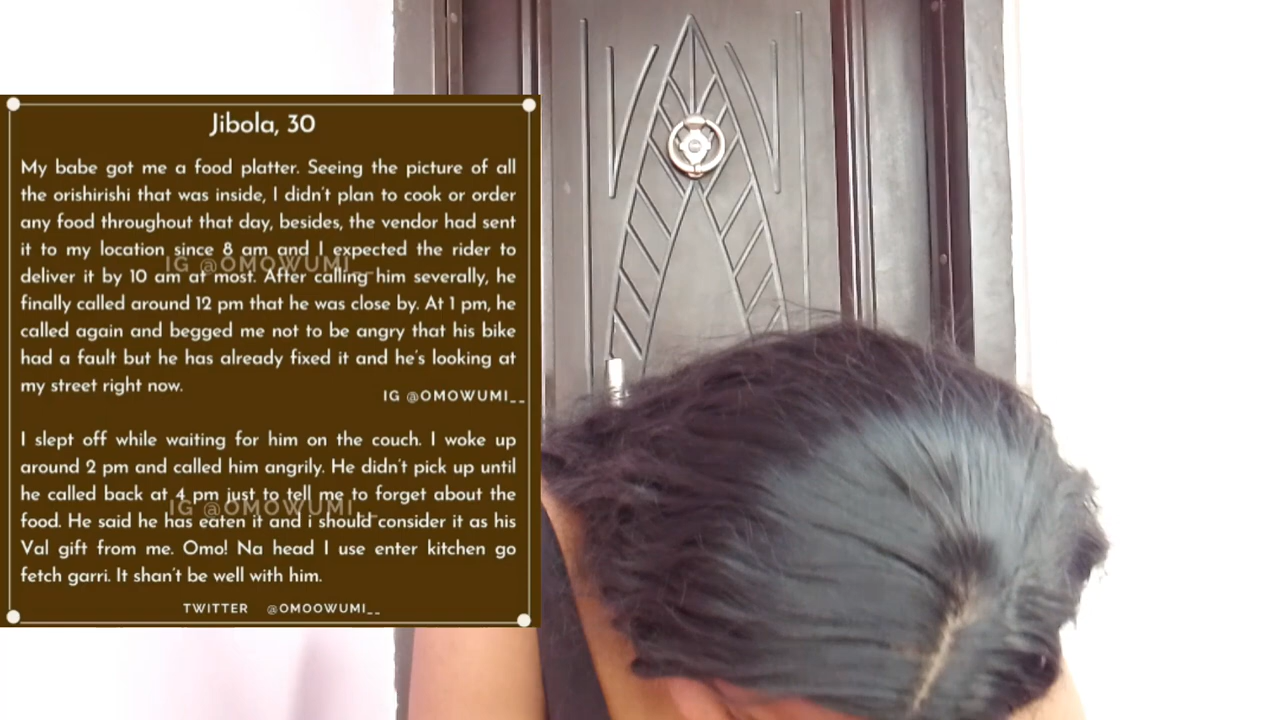 Jibola, 30
My babe got me a food platter. Seeing the picture of all
the orishirishi that was inside, I didn't plan to cook or order
any food throughout that day, besides, the vendor had sent
it to my location since 8 am and I expected the rider to
IG @OMOWUMI__
deliver it by 10 am at most. After calling him severally, he
finally called around 12 pm that he was close by. At 1 pm, he
called again and begged me not to be angry that his bike
had a fault but he has already fixed it and he's looking at
my street right now.
IG @OMOWUMI__
I slept off while waiting for him on the couch. I woke up
around 2 pm and called him angrily. He didn't pick up until
he called back at 4 pm just to tell me to forget about the
IG @OMOWUMI__
food. He said he has eaten it and i should consider it as his
Val gift from me. Omo! Na head I use enter kitchen go
fetch garri. It shan't be well with him.
TWITTER @OMOOWUMI__